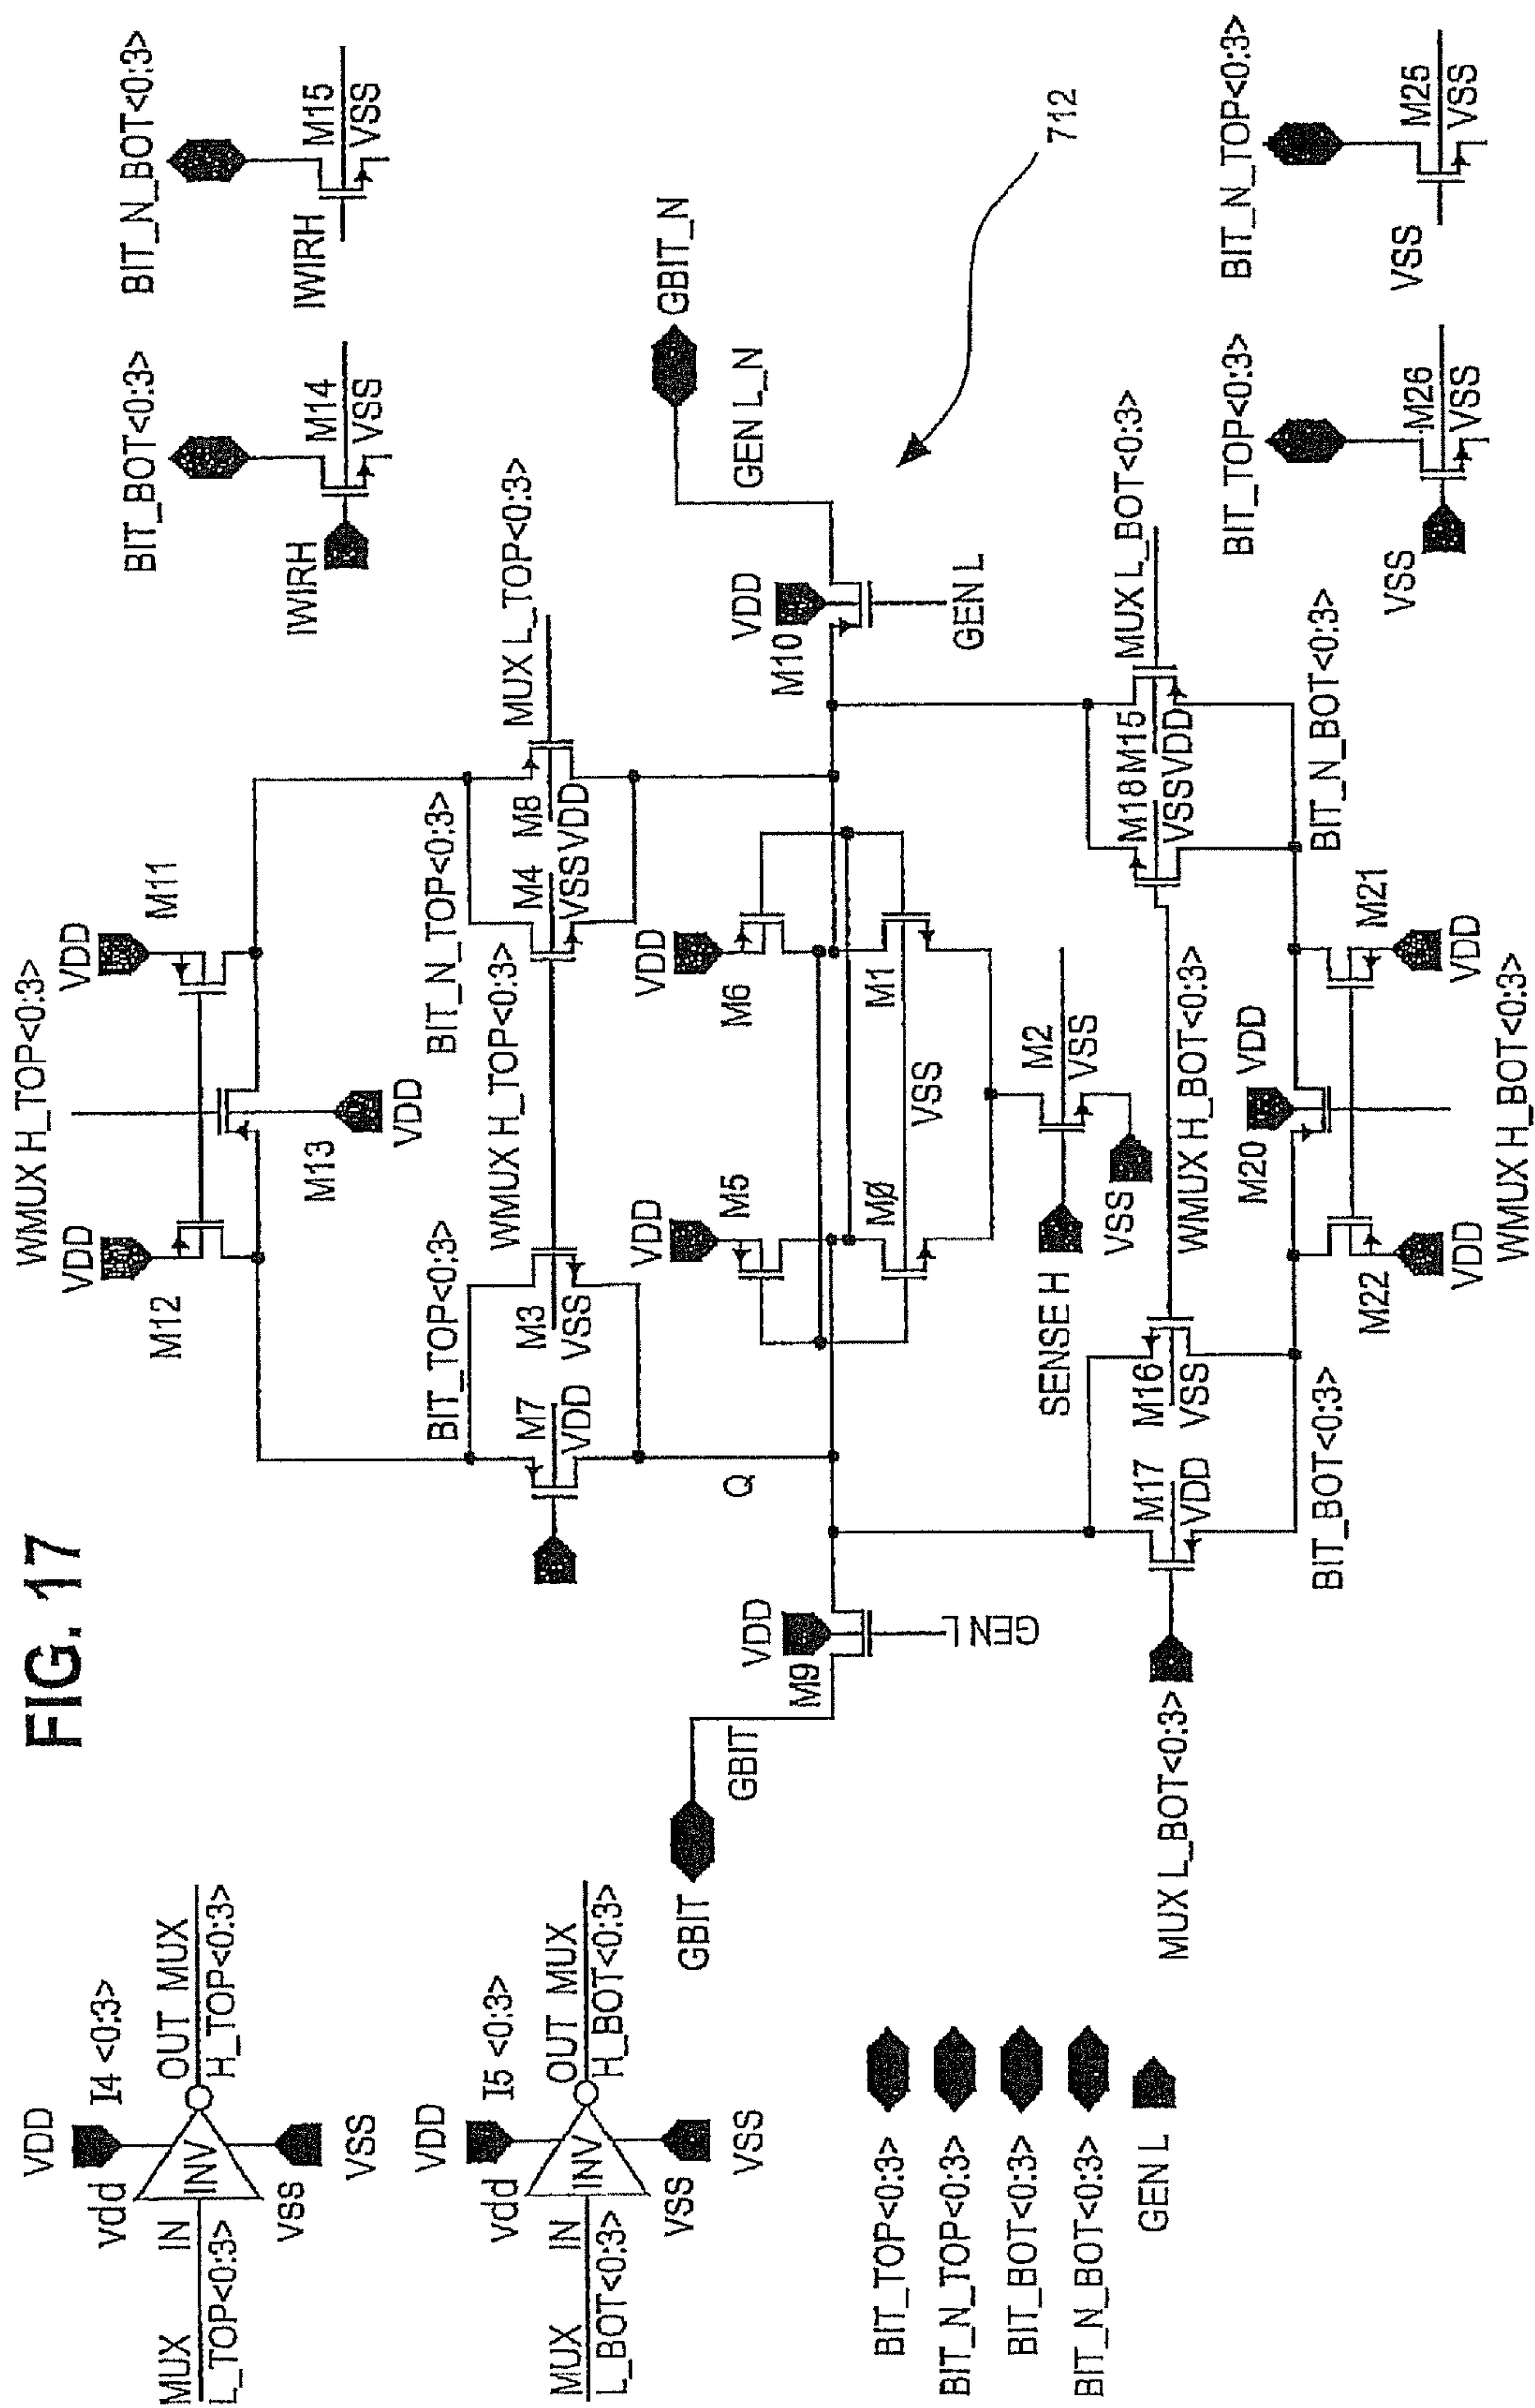 FIG. 17
VDD
I4 <0:3>
vdd
INV
IN
OUT MUX
MUX
L_TOP<0:3>
H_TOP<0:3>
vss
VSS
VDD
I5 <0:3>
vdd
INV
IN
OUT MUX
MUX
L_BOT<0:3>
H_BOT<0:3>
VSS
VSS
BIT_TOP<0:3>
BIT_N_TOP<0:3>
BIT_BOT<0:3>
BIT_N_BOT<0:3>
GEN L
WMUX H_TOP<0:3>
VDD
VDD
M12
M11
M13
VDD
BIT_TOP<0:3>
WMUX H_TOP<0:3>
BIT_N_TOP<0:3>
MUX L_TOP<0:3>
M7
VDD
M3
VSS
M4
VSS
M8
VDD
Q
VDD
M5
VDD
M6
GBIT
GBIT
VDD
M9
GEN L
MØ
M1
VSS
VDD
M10
GEN L
GEN L_N
GBIT_N
712
SENSE H
M2
VSS
VSS
MUX L_BOT<0:3>
M17
VDD
M16
VSS
WMUX H_BOT<0:3>
M18
VSS
M15
VDD
MUX L_BOT<0:3>
BIT_BOT<0:3>
BIT_N_BOT<0:3>
M20
VDD
M22
VDD
M21
VDD
WMUX H_BOT<0:3>
BIT_BOT<0:3>
M14
VSS
IWIRH
BIT_N_BOT<0:3>
M15
VSS
IWIRH
BIT_TOP<0:3>
M26
VSS
VSS
BIT_N_TOP<0:3>
M25
VSS
VSS